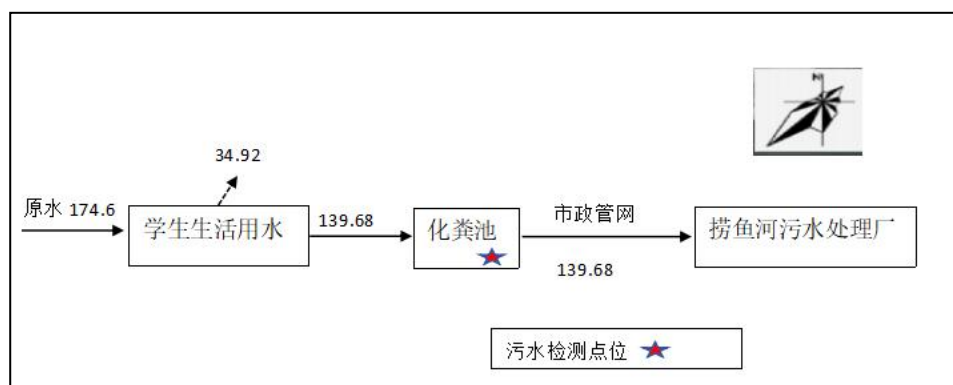 N
34.92
原水 174.6
学生生活用水
139.68
化粪池
市政管网
139.68
捞鱼河污水处理厂
污水检测点位